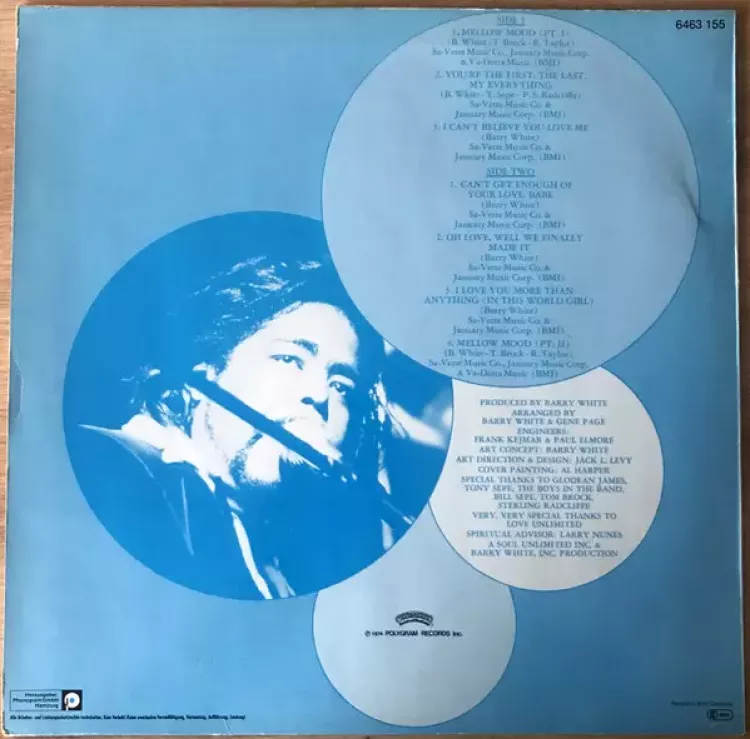 6463 155
SIDE 1
1. MELLOW MOOD (PT. I)
(B. White - T. Brock - R. Taylor)
Sa-Vette Music Co., January Music Corp.
& Va-Detta Music (BMI)
2. YOU'RE THE FIRST, THE LAST,
MY EVERYTHING
(B. White - T. Sepe - P. S. Radcliffe)
Sa-Vette Music Co. &
January Music Corp. (BMI)
3. I CAN'T BELIEVE YOU LOVE ME
(Barry White)
Sa-Vette Music Co. &
January Music Corp. (BMI)
SIDE TWO
1. CAN'T GET ENOUGH OF
YOUR LOVE, BABE
(Barry White)
Sa-Vette Music Co. &
January Music Corp. (BMI)
2. OH LOVE, WELL WE FINALLY
MADE IT
(Barry White)
Sa-Vette Music Co. &
January Music Corp. (BMI)
3. I LOVE YOU MORE THAN
ANYTHING (IN THIS WORLD GIRL)
(Barry White)
Sa-Vette Music Co. &
January Music Corp. (BMI)
4. MELLOW MOOD (PT. II)
(B. White - T. Brock - R. Taylor)
Sa-Vette Music Co., January Music Corp.
& Va-Detta Music (BMI)
PRODUCED BY BARRY WHITE
ARRANGED BY
BARRY WHITE & GENE PAGE
ENGINEERS:
FRANK KEJMAR & PAUL ELMORE
ART CONCEPT: BARRY WHITE
ART DIRECTION & DESIGN: JACK L. LEVY
COVER PAINTING: AL HARPER
SPECIAL THANKS TO GLODEAN JAMES,
TONY SEPE, THE BOYS IN THE BAND,
BILL SEPE, TOM BROCK,
STERLING RADCLIFFE
VERY, VERY SPECIAL THANKS TO
LOVE UNLIMITED
SPIRITUAL ADVISOR: LARRY NUNES
A SOUL UNLIMITED INC. &
BARRY WHITE, INC. PRODUCTION
℗ 1974 POLYGRAM RECORDS Inc.
Herausgeber
Phonogram GmbH
Hamburg